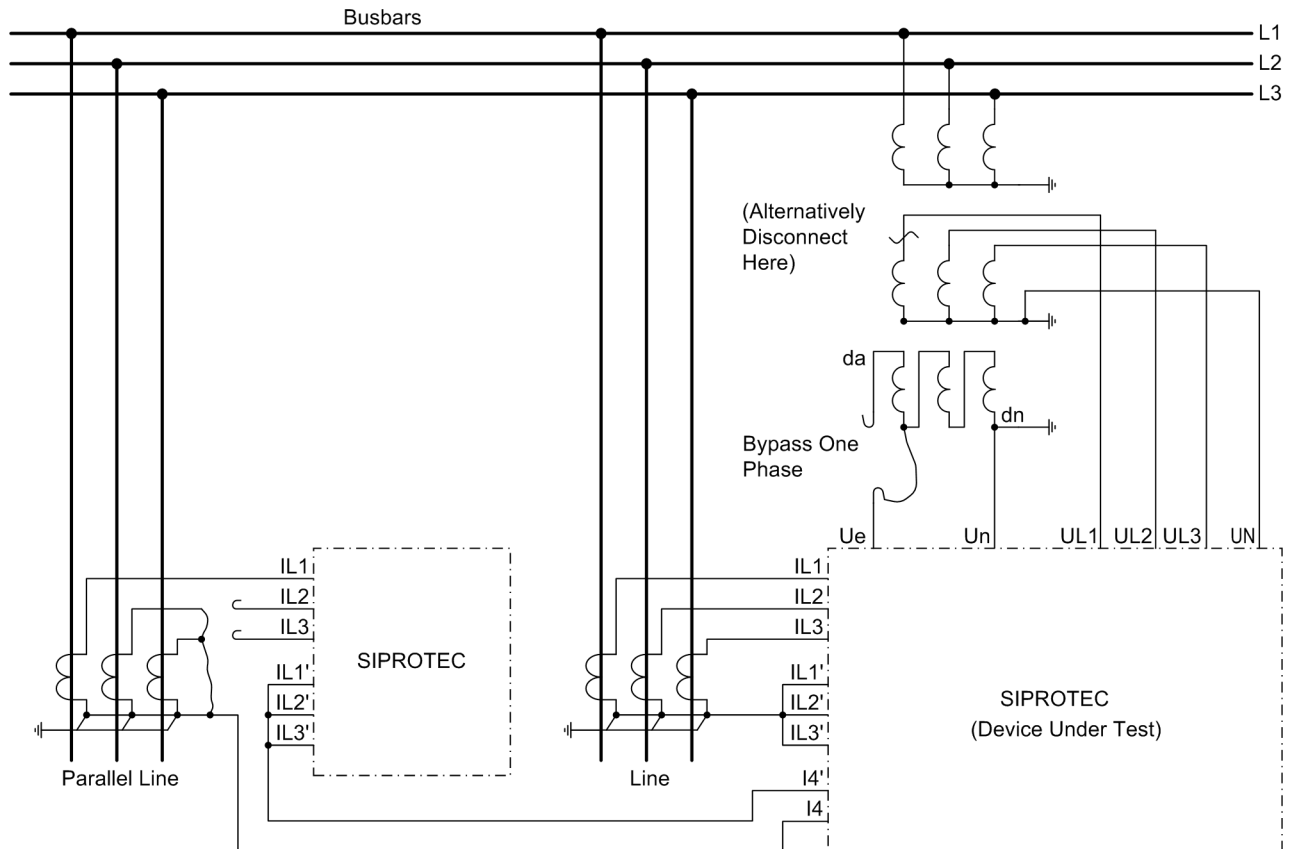 Busbars
L1
L2
L3
(Alternatively
Disconnect
Here)
da
dn
Bypass One
Phase
Ue
Un
UL1
UL2
UL3
UN
IL1
IL2
IL3
IL1'
IL2'
IL3'
SIPROTEC
Parallel Line
IL1
IL2
IL3
IL1'
IL2'
IL3'
I4'
I4
Line
SIPROTEC
(Device Under Test)